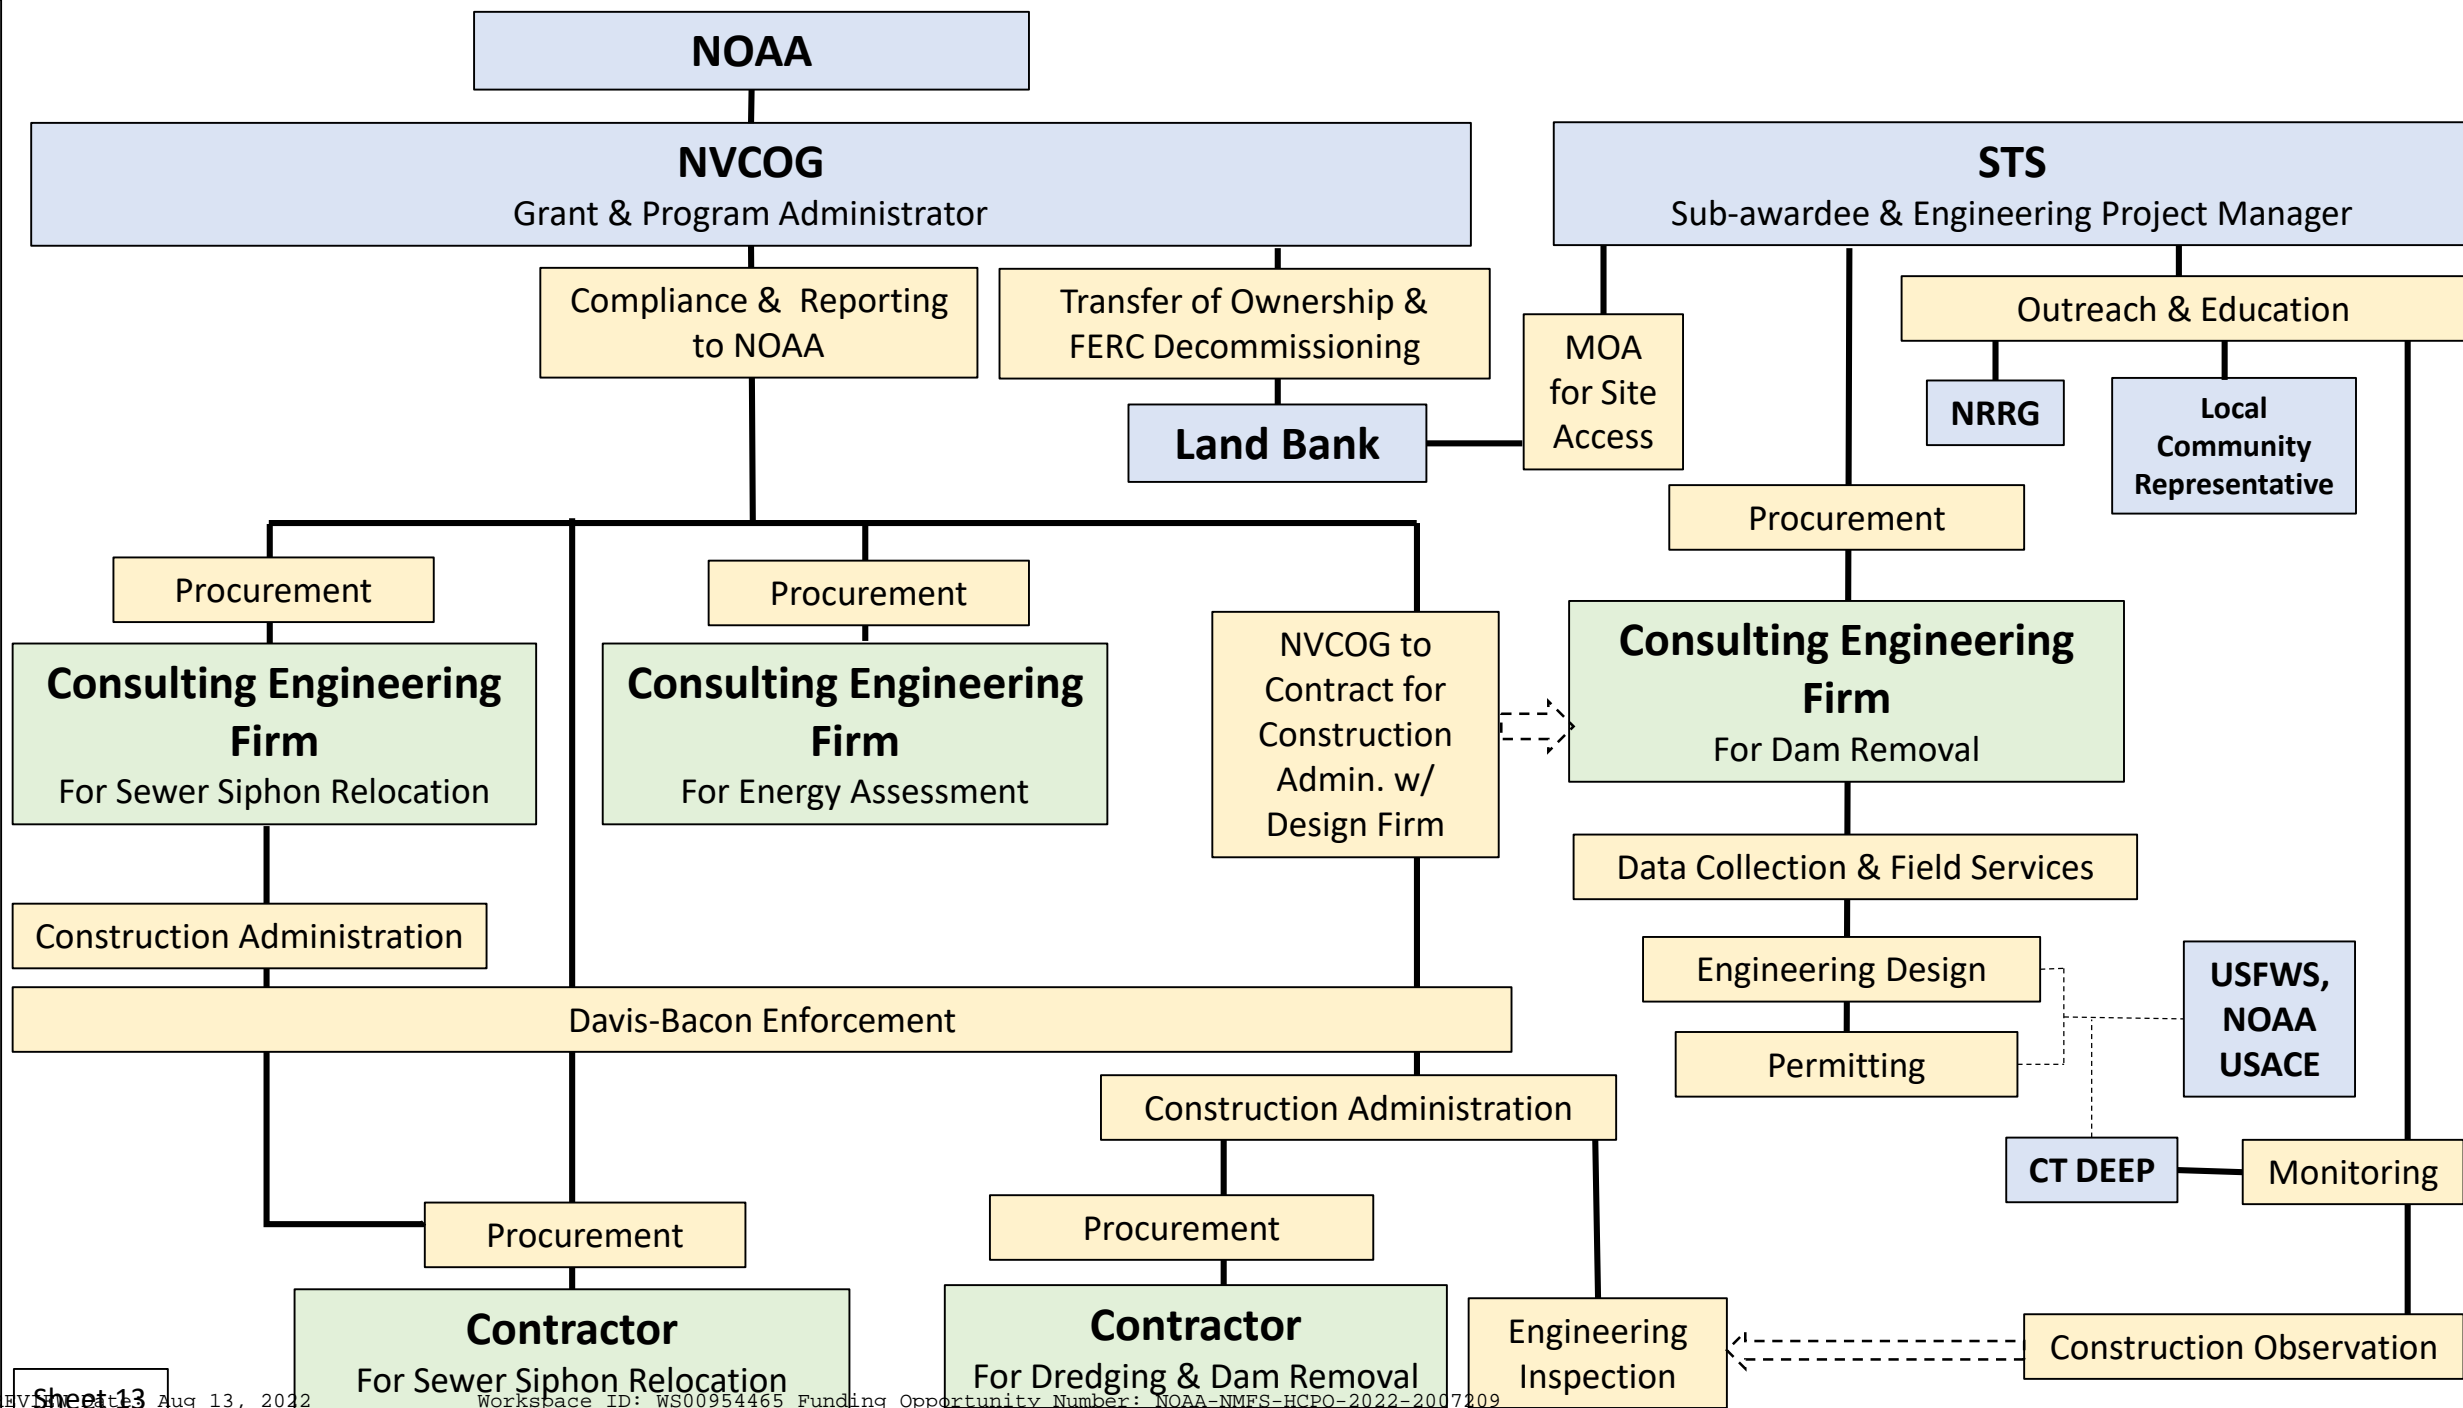 NOAA
NVCOG
Grant & Program Administrator
STS
Sub-awardee & Engineering Project Manager
Compliance & Reporting
to NOAA
Transfer of Ownership &
FERC Decommissioning
MOA
for Site
Access
Outreach & Education
Land Bank
NRRG
Local
Community
Representative
Procurement
Procurement
Procurement
Consulting Engineering
Firm
For Sewer Siphon Relocation
Consulting Engineering
Firm
For Energy Assessment
NVCOG to
Contract for
Construction
Admin. w/
Design Firm
Consulting Engineering
Firm
For Dam Removal
Data Collection & Field Services
Construction Administration
Engineering Design
USFWS,
NOAA
USACE
Davis-Bacon Enforcement
Permitting
Construction Administration
CT DEEP
Monitoring
Procurement
Procurement
Contractor
For Sewer Siphon Relocation
Contractor
For Dredging & Dam Removal
Engineering
Inspection
Construction Observation
Sheet 13
Aug 13, 2022
Workspace ID: WS00954465 Funding Opportunity Number: NOAA-NMFS-HCPO-2022-2007209